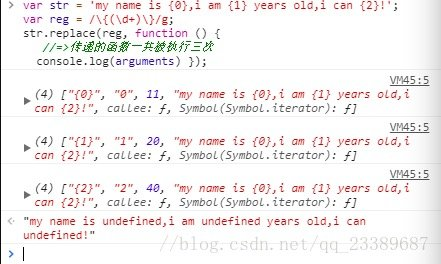 > var str = 'my name is {0},i am {1} years old,i can {2}!';
var reg = /\{(\d+)\}/g;
str.replace(reg, function () {
//=>传递的函数一共被执行三次
console.log(arguments) });
VM45:5
(4) ["{0}", "0", 11, "my name is {0},i am {1} years old,i
can {2}!", callee: ƒ, Symbol(Symbol.iterator): ƒ]
VM45:5
(4) ["{1}", "1", 20, "my name is {0},i am {1} years old,i
can {2}!", callee: ƒ, Symbol(Symbol.iterator): ƒ]
VM45:5
(4) ["{2}", "2", 40, "my name is {0},i am {1} years old,i
can {2}!", callee: ƒ, Symbol(Symbol.iterator): ƒ]
"my name is undefined,i am undefined years old,i can
undefined!"
http://blog.csdn.net/qq_23389687
>